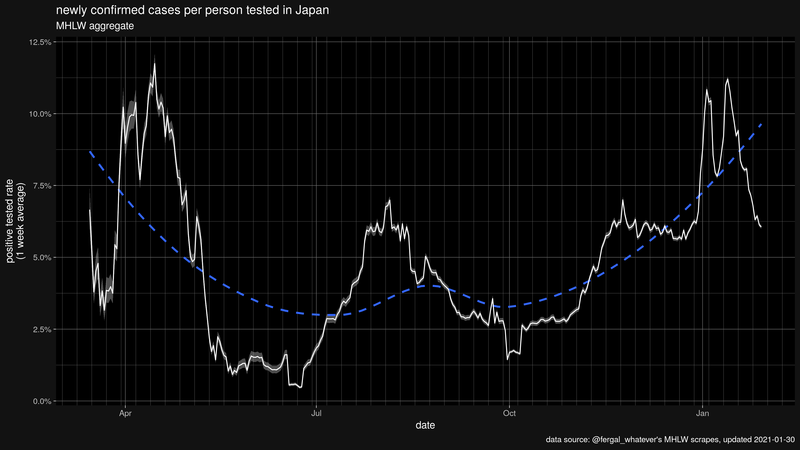 newly confirmed cases per person tested in Japan
MHLW aggregate
12.5%
10.0%
7.5%
5.0%
2.5%
0.0%
positive tested rate
(1 week average)
Apr
Jul
Oct
Jan
date
data source: @fergal_whatever's MHLW scrapes, updated 2021-01-30